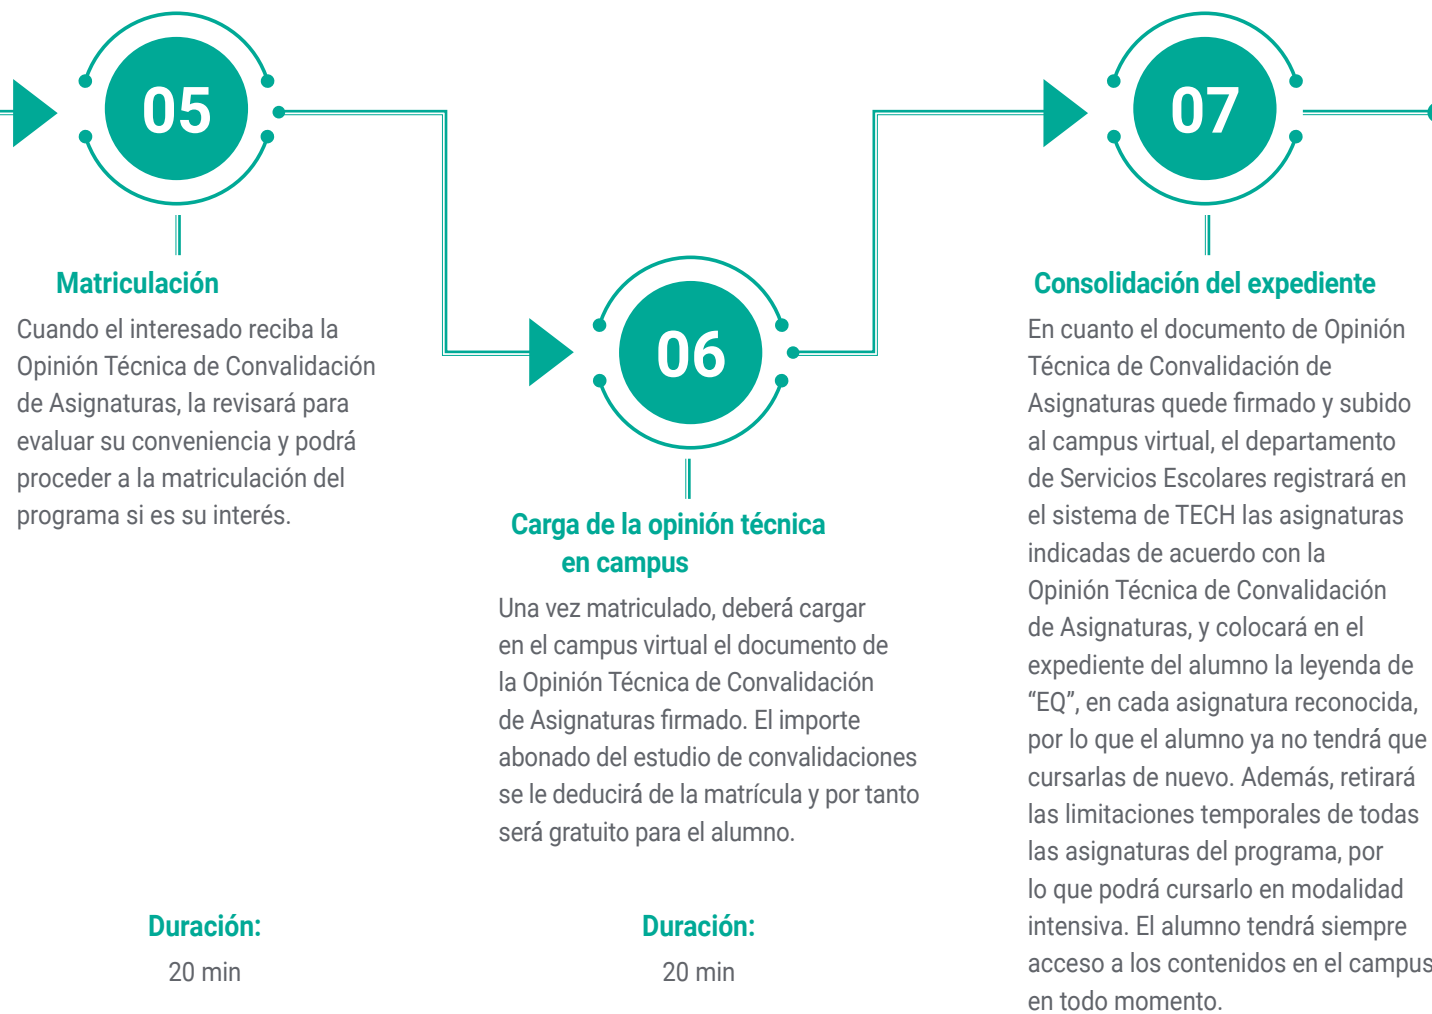 05
Matriculación
Cuando el interesado reciba la
Opinión Técnica de Convalidación
de Asignaturas, la revisará para
evaluar su conveniencia y podrá
proceder a la matriculación del
programa si es su interés.
Duración:
20 min
06
Carga de la opinión técnica
en campus
Una vez matriculado, deberá cargar
en el campus virtual el documento de
la Opinión Técnica de Convalidación
de Asignaturas firmado. El importe
abonado del estudio de convalidaciones
se le deducirá de la matrícula y por tanto
será gratuito para el alumno.
Duración:
20 min
07
Consolidación del expediente
En cuanto el documento de Opinión
Técnica de Convalidación de
Asignaturas quede firmado y subido
al campus virtual, el departamento
de Servicios Escolares registrará en
el sistema de TECH las asignaturas
indicadas de acuerdo con la
Opinión Técnica de Convalidación
de Asignaturas, y colocará en el
expediente del alumno la leyenda de
“EQ”, en cada asignatura reconocida,
por lo que el alumno ya no tendrá que
cursarlas de nuevo. Además, retirará
las limitaciones temporales de todas
las asignaturas del programa, por
lo que podrá cursarlo en modalidad
intensiva. El alumno tendrá siempre
acceso a los contenidos en el campus
en todo momento.